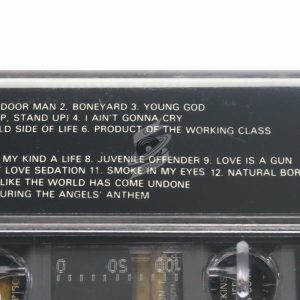 DOOR MAN 2. BONEYARD 3. YOUNG GOD
P, STAND UP) 4. I AIN'T GONNA CRY
LD SIDE OF LIFE 6. PRODUCT OF THE WORKING CLASS
MY KIND A LIFE 8. JUVENILE OFFENDER 9. LOVE IS A GUN
LOVE SEDATION 11. SMOKE IN MY EYES 12. NATURAL BOR
LIKE THE WORLD HAS COME UNDONE
URING THE ANGELS' ANTHEM
100 50 0